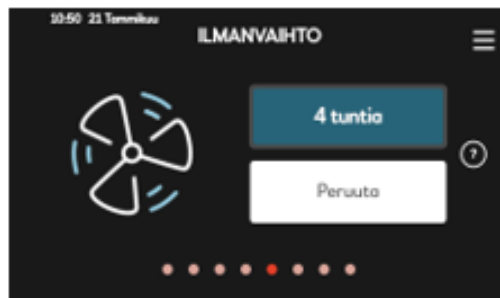 10:50 21 Tammikuu
ILMANVAIHTO
4 tuntia
?
Peruuta